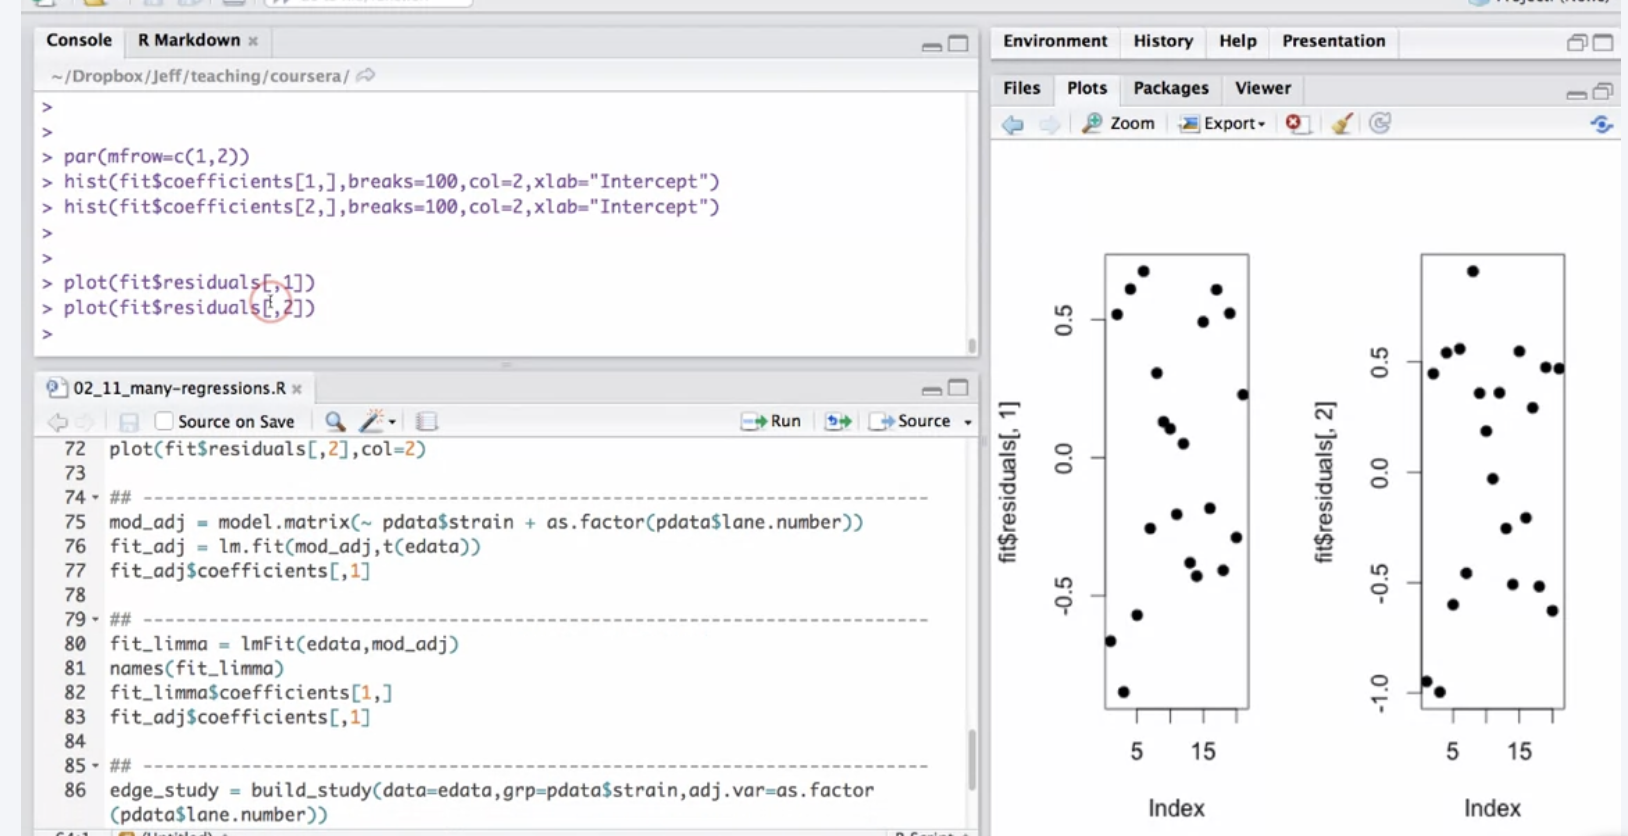 Console R Markdown
~/Dropbox/Jeff/teaching/coursera/
>
>
> par(mfrow=c(1,2))
> hist(fit$coefficients[1,],breaks=100,col=2,xlab="Intercept")
> hist(fit$coefficients[2,],breaks=100,col=2,xlab="Intercept")
>
>
> plot(fit$residuals[,1])
> plot(fit$residuals[,2])
>
02_11_many-regressions.R
Source on Save Run Source
72 plot(fit$residuals[,2],col=2)
73
74 ## ----------------------------------------------------------------------
75 mod_adj = model.matrix(~ pdata$strain + as.factor(pdata$lane.number))
76 fit_adj = lm.fit(mod_adj,t(edata))
77 fit_adj$coefficients[,1]
78
79 ## ----------------------------------------------------------------------
80 fit_limma = lmFit(edata,mod_adj)
81 names(fit_limma)
82 fit_limma$coefficients[1,]
83 fit_adj$coefficients[,1]
84
85 ## ----------------------------------------------------------------------
86 edge_study = build_study(data=edata,grp=pdata$strain,adj.var=as.factor
(pdata$lane.number))
Environment History Help Presentation
Files Plots Packages Viewer
Zoom Export
fit$residuals[, 1]
0.5
0.0
-0.5
5 15
Index
fit$residuals[, 2]
0.5
0.0
-0.5
-1.0
5 15
Index